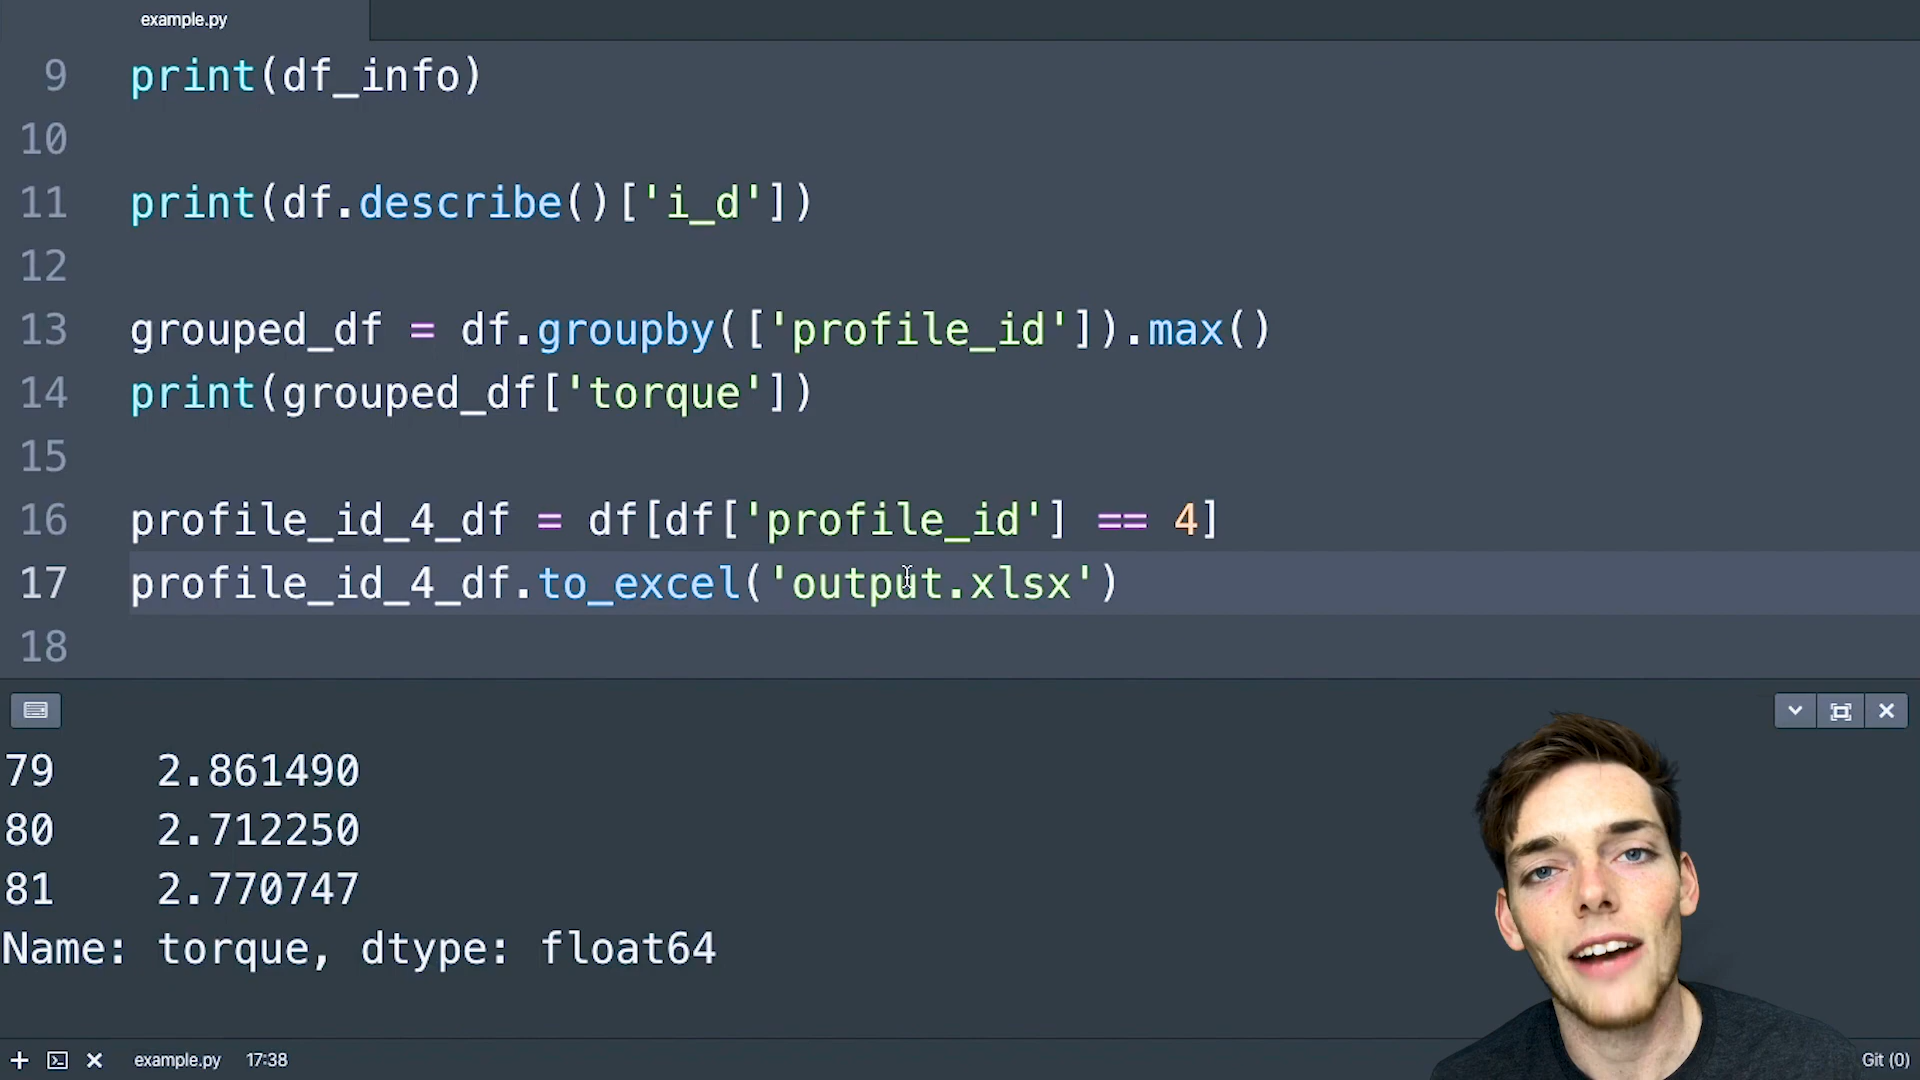 example.py
9 print(df_info)
10
11 print(df.describe()['i_d'])
12
13 grouped_df = df.groupby(['profile_id']).max()
14 print(grouped_df['torque'])
15
16 profile_id_4_df = df[df['profile_id'] == 4]
17 profile_id_4_df.to_excel('output.xlsx')
18
79 2.861490
80 2.712250
81 2.770747
Name: torque, dtype: float64
example.py 17:38 Git (0)